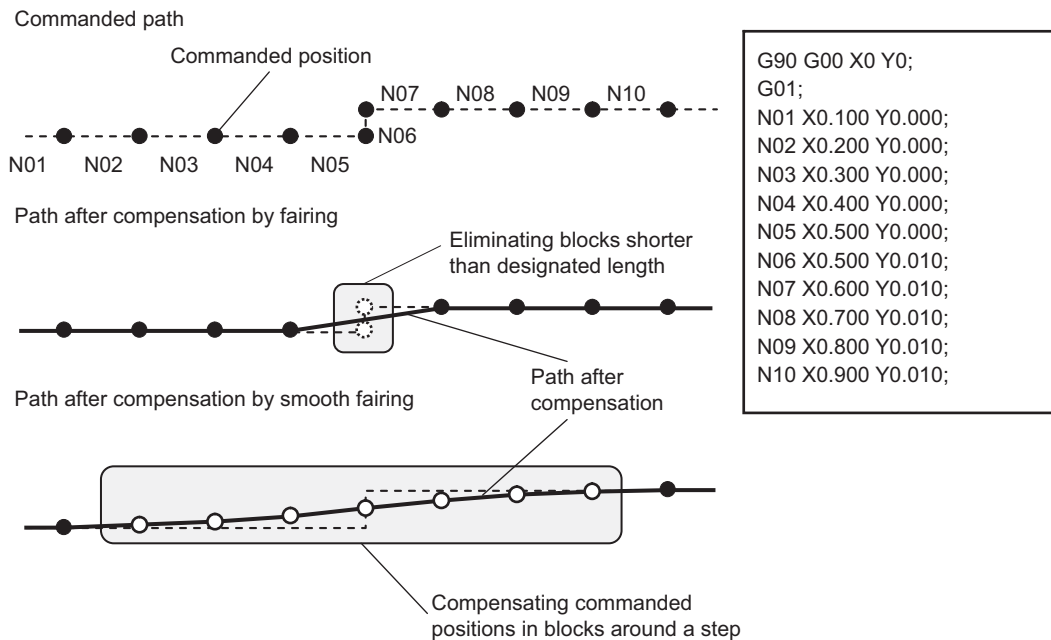 Commanded path
Commanded position
N07 N08 N09 N10
N06
N01 N02 N03 N04 N05
Path after compensation by fairing
Eliminating blocks shorter
than designated length
Path after
compensation
Path after compensation by smooth fairing
Compensating commanded
positions in blocks around a step
G90 G00 X0 Y0;
G01;
N01 X0.100 Y0.000;
N02 X0.200 Y0.000;
N03 X0.300 Y0.000;
N04 X0.400 Y0.000;
N05 X0.500 Y0.000;
N06 X0.500 Y0.010;
N07 X0.600 Y0.010;
N08 X0.700 Y0.010;
N09 X0.800 Y0.010;
N10 X0.900 Y0.010;